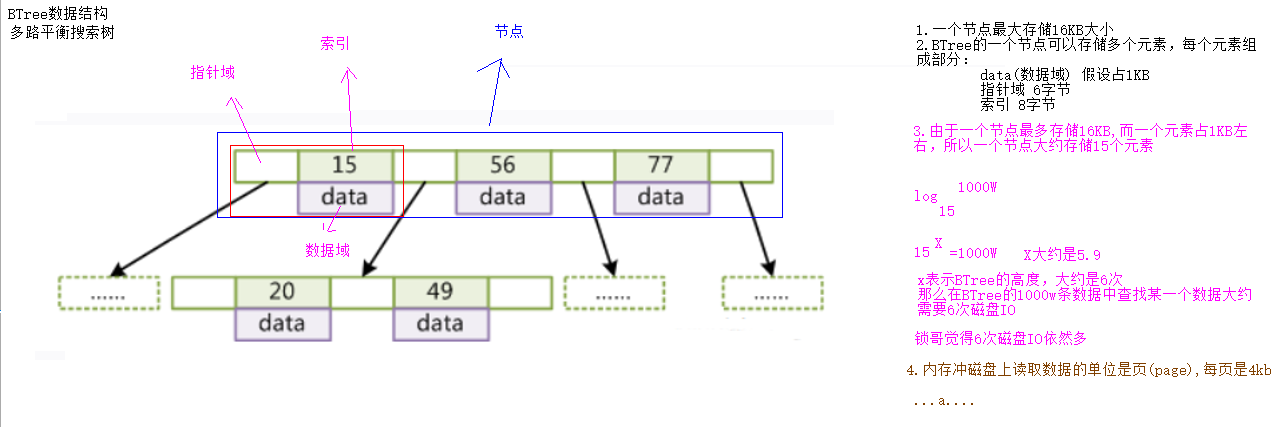 BTree数据结构
多路平衡搜索树
索引
节点
指针域
15
56
77
data
data
data
数据域
......
20
49
......
......
data
data
1.一个节点最大存储16KB大小
2.BTree的一个节点可以存储多个元素，每个元素组
成部分：
data(数据域) 假设占1KB
指针域 6字节
索引 8字节
3.由于一个节点最多存储16KB,而一个元素占1KB左
右，所以一个节点大约存储15个元素
log 15 1000W
15 X =1000W X大约是5.9
x表示BTree的高度，大约是6次
那么在BTree的1000w条数据中查找某一个数据大约
需要6次磁盘IO
锁哥觉得6次磁盘IO依然多
4.内存冲磁盘上读取数据的单位是页(page),每页是4kb
...a....